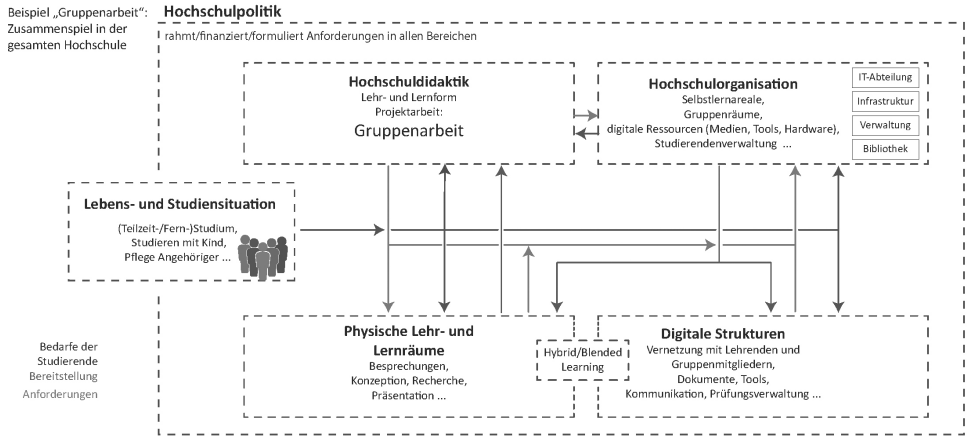 Beispiel „Gruppenarbeit“:
Zusammenspiel in der
gesamten Hochschule
Hochschulpolitik
rahmt/finanziert/formuliert Anforderungen in allen Bereichen
Hochschuldidaktik
Lehr- und Lernform
Projektarbeit:
Gruppenarbeit
Hochschulorganisation
Selbstlernareale,
Gruppenräume,
digitale Ressourcen (Medien, Tools, Hardware),
Studierendenverwaltung ...
IT-Abteilung
Infrastruktur
Verwaltung
Bibliothek
Lebens- und Studiensituation
(Teilzeit-/Fern-)Studium,
Studieren mit Kind,
Pflege Angehöriger ...
Bedarfe der
Studierende
Bereitstellung
Anforderungen
Physische Lehr- und
Lernräume
Besprechungen,
Konzeption, Recherche,
Präsentation ...
Hybrid/Blended
Learning
Digitale Strukturen
Vernetzung mit Lehrenden und
Gruppenmitgliedern,
Dokumente, Tools,
Kommunikation, Prüfungsverwaltung ...